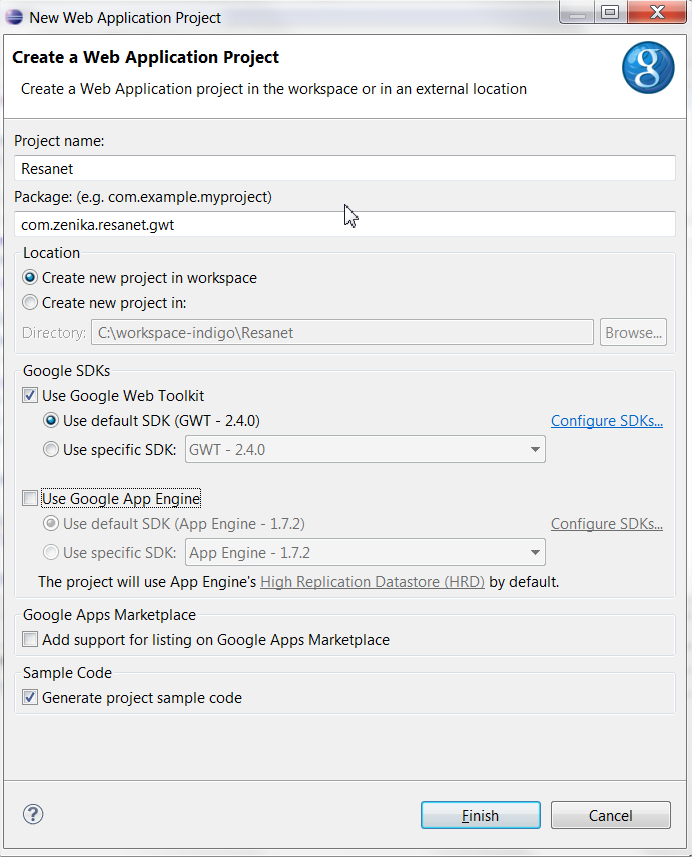 New Web Application Project
Create a Web Application Project
Create a Web Application project in the workspace or in an external location
g
Project name:
Resanet
Package: (e.g. com.example.myproject)
com.zenika.resanet.gwt
Location
Create new project in workspace
Create new project in:
Directory: C:\workspace-indigo\Resanet Browse...
Google SDKs
Use Google Web Toolkit
Use default SDK (GWT - 2.4.0) Configure SDKs...
Use specific SDK: GWT - 2.4.0
Use Google App Engine
Use default SDK (App Engine - 1.7.2) Configure SDKs...
Use specific SDK: App Engine - 1.7.2
The project will use App Engine's High Replication Datastore (HRD) by default.
Google Apps Marketplace
Add support for listing on Google Apps Marketplace
Sample Code
Generate project sample code
? Finish Cancel